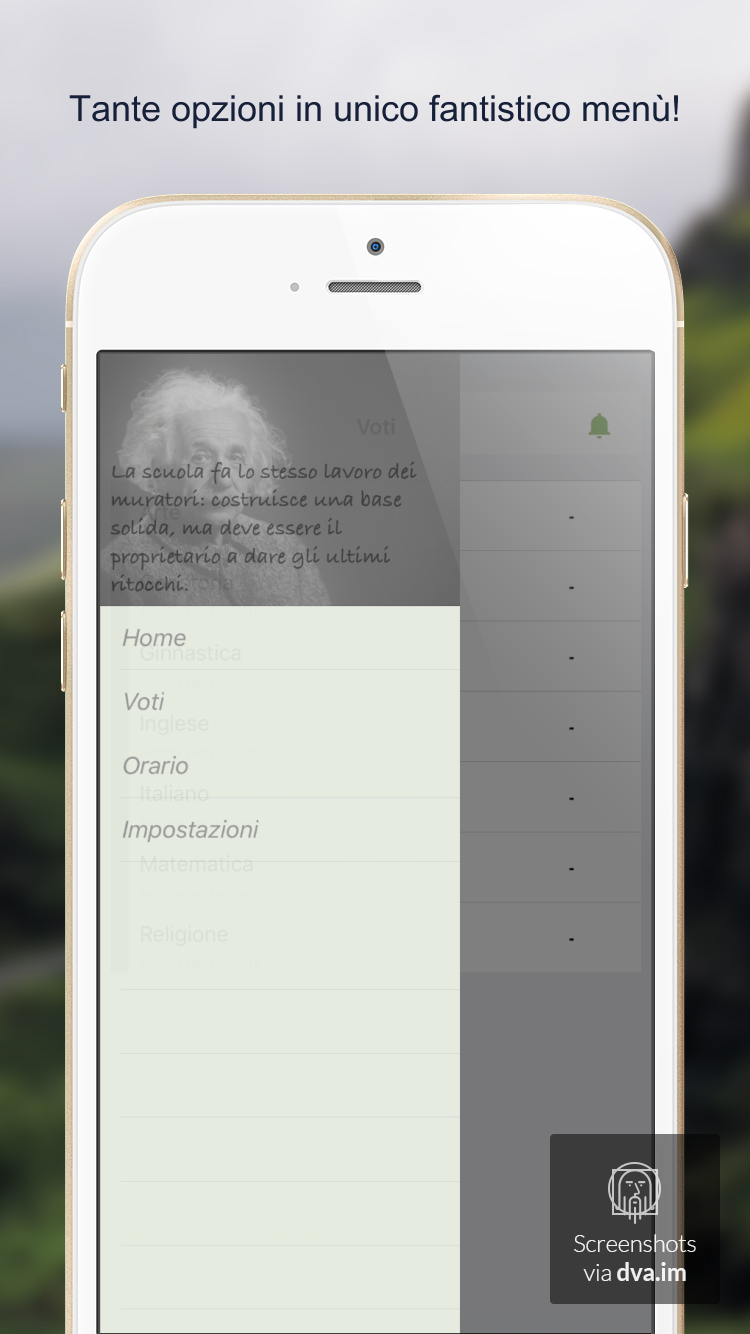 Tante opzioni in unico fantistico menù!
Voti
La scuola fa lo stesso lavoro dei
muratori: costruisce una base
solida, ma deve essere il
proprietario a dare gli ultimi
ritocchi.
-
-
Home
Ginnastica
-
Voti
Inglese
-
Orario
Italiano
-
Impostazioni
Matematica
-
Religione
-
Screenshots
via dva.im